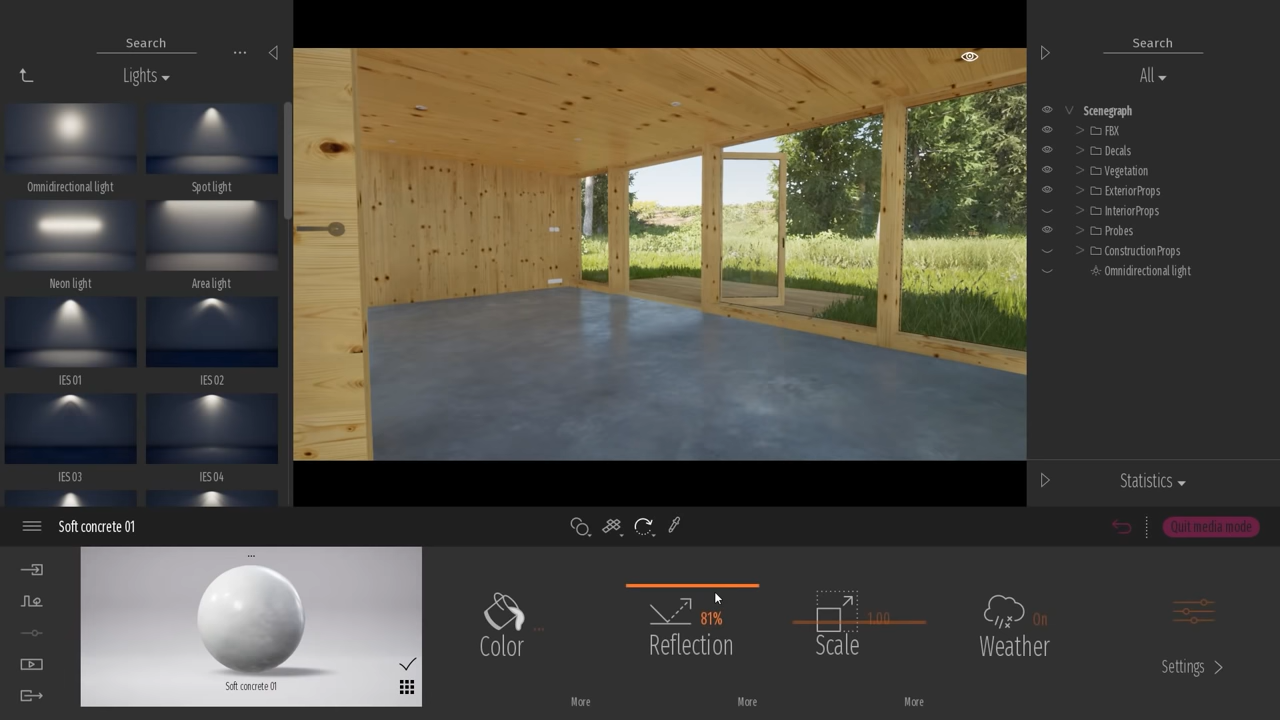 Search
...
Lights
Omnidirectional light
Spot light
Neon light
Area light
IES 01
IES 02
IES 03
IES 04
Search
All
Scenegraph
FBX
Decals
Vegetation
ExteriorProps
InteriorProps
Probes
ConstructionProps
Omnidirectional light
Statistics
Soft concrete 01
Quit media mode
...
Soft concrete 01
Color ...
More
81%
Reflection
More
1.00
Scale
More
On
Weather
Settings